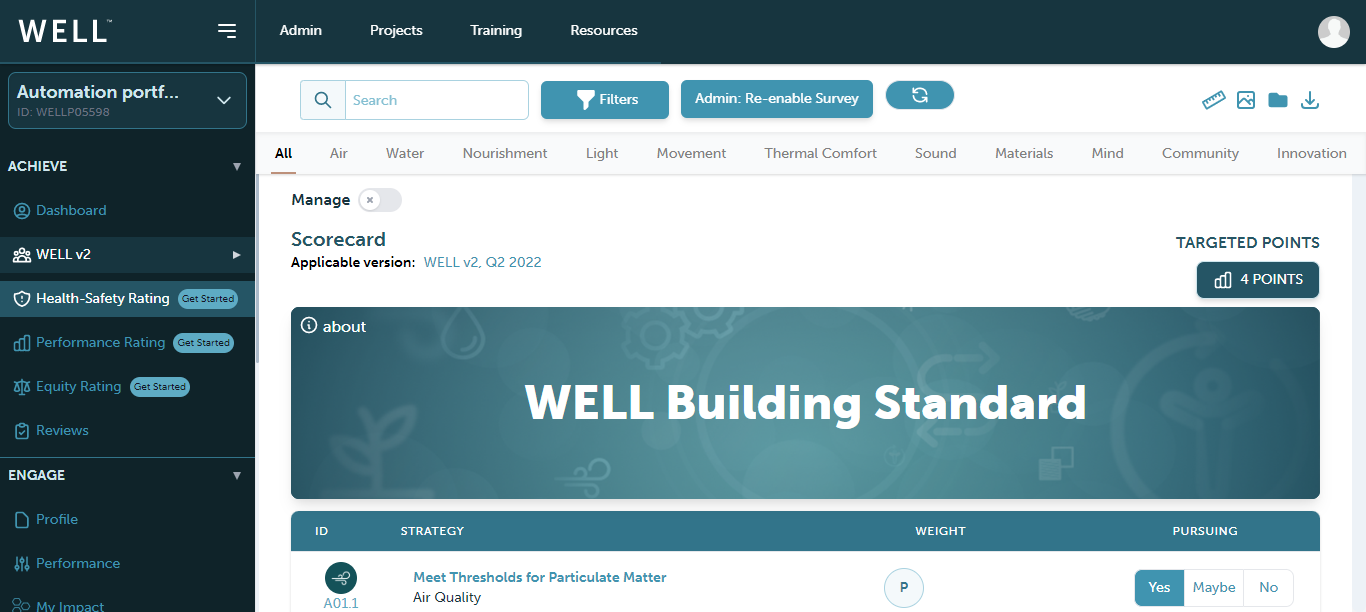 WELL™
Admin Projects Training Resources
Automation portf...
ID: WELLP05598
Search
Filters
Admin: Re-enable Survey
All Air Water Nourishment Light Movement Thermal Comfort Sound Materials Mind Community Innovation
ACHIEVE
Dashboard
WELL v2
Health-Safety Rating Get Started
Performance Rating Get Started
Equity Rating Get Started
Reviews
ENGAGE
Profile
Performance
My Impact
Manage
Scorecard
Applicable version: WELL v2, Q2 2022
TARGETED POINTS
4 POINTS
about
WELL Building Standard
ID STRATEGY WEIGHT PURSUING
A01.1
Meet Thresholds for Particulate Matter
Air Quality
P
Yes Maybe No